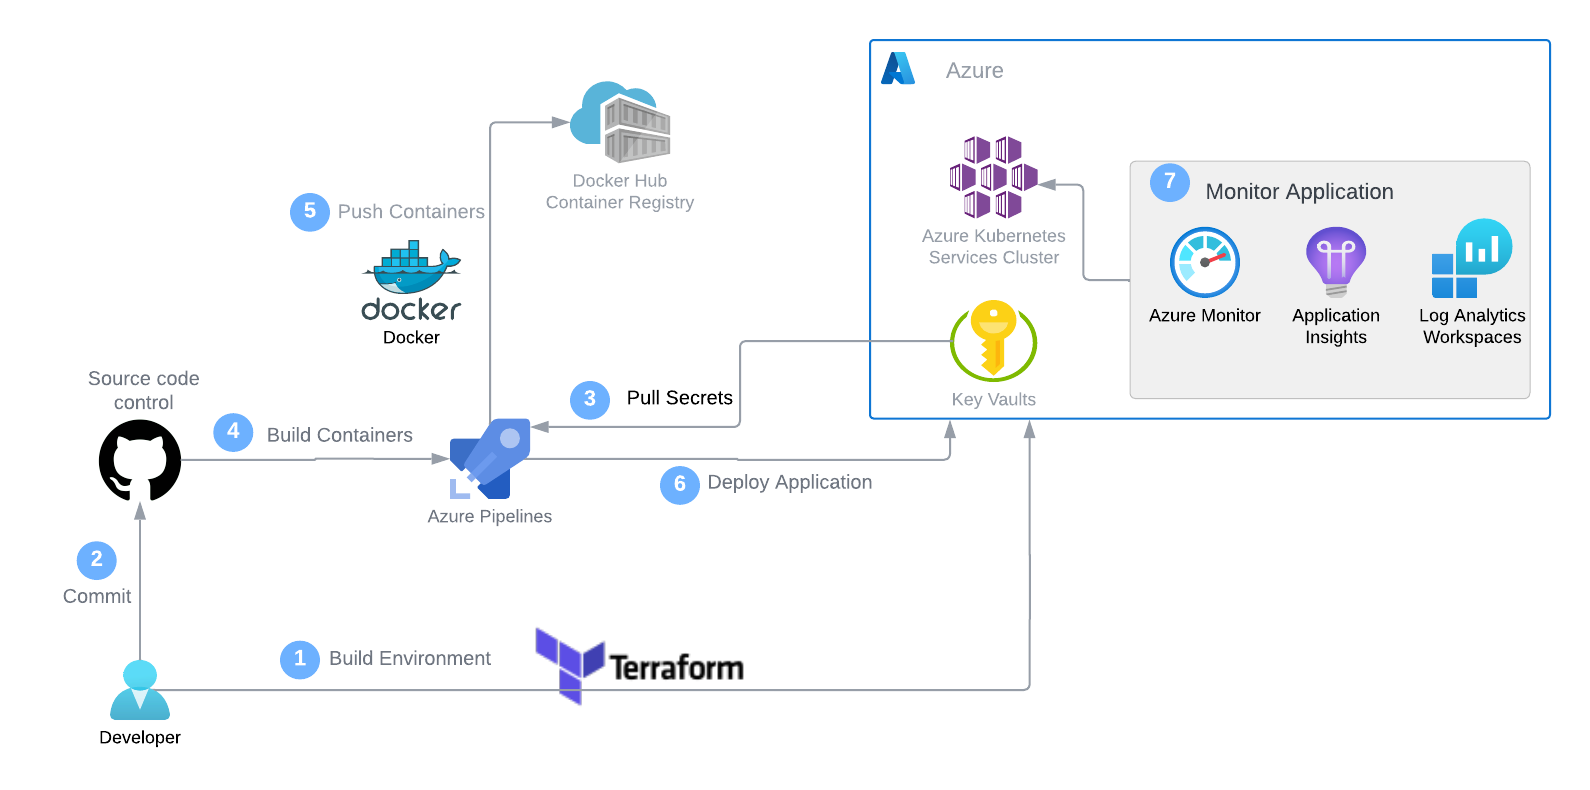 Azure
Docker Hub
Container Registry
5
Push Containers
docker
Docker
Azure Kubernetes
Services Cluster
7
Monitor Application
Azure Monitor
Application
Insights
Log Analytics
Workspaces
Key Vaults
Source code
control
3
Pull Secrets
4
Build Containers
Azure Pipelines
6
Deploy Application
2
Commit
1
Build Environment
Terraform
Developer